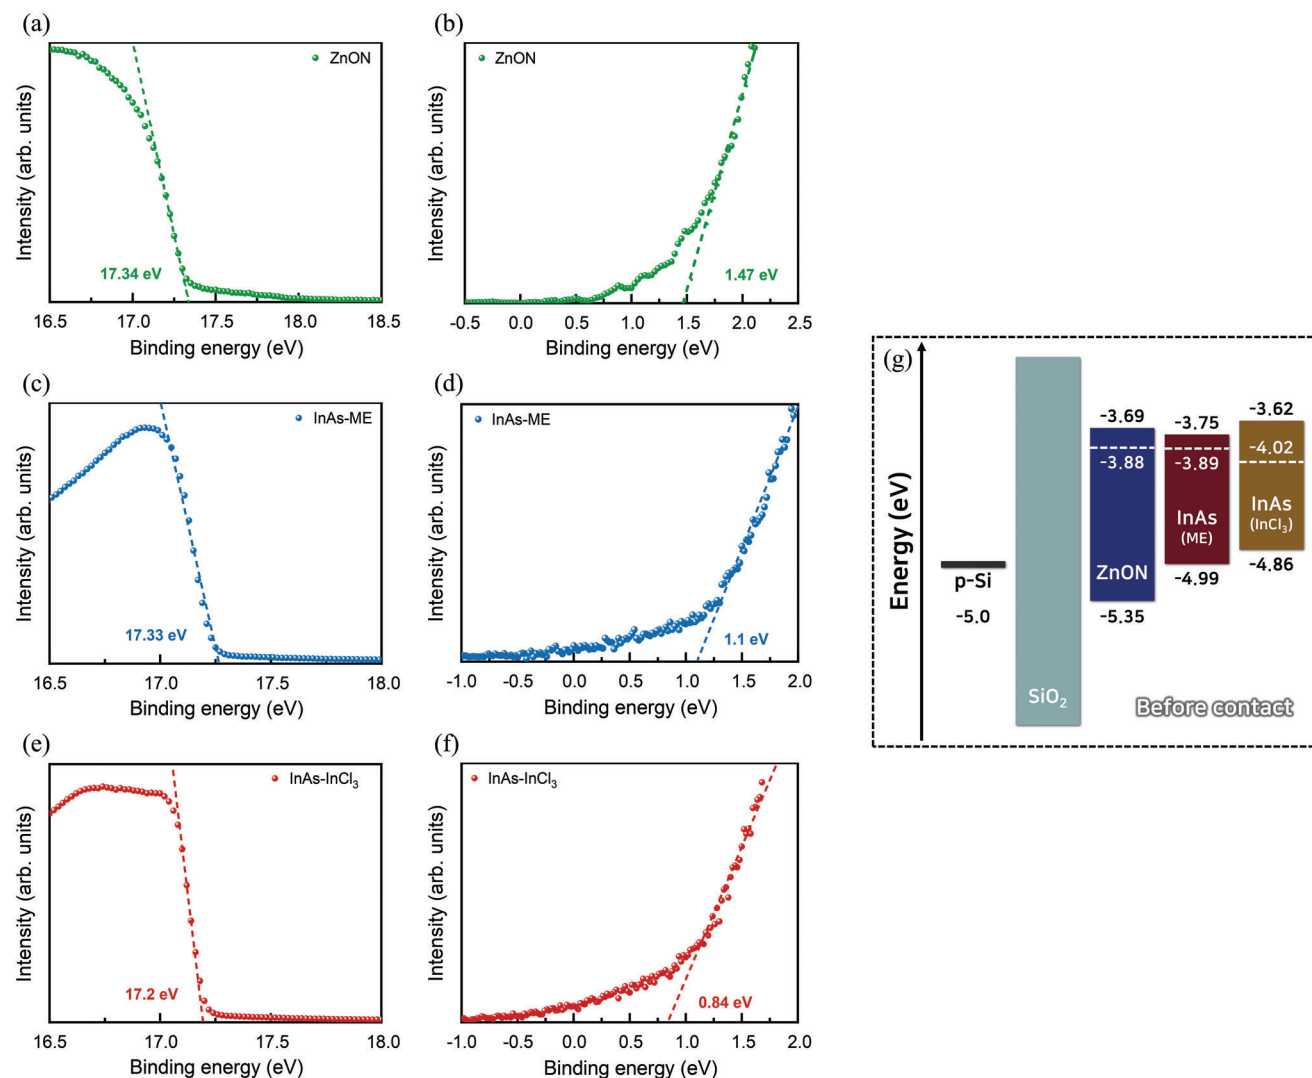 (a)
Intensity (arb. units)
ZnON
17.34 eV
16.5 17.0 17.5 18.0 18.5
Binding energy (eV)
(b)
Intensity (arb. units)
ZnON
1.47 eV
-0.5 0.0 0.5 1.0 1.5 2.0 2.5
Binding energy (eV)
(c)
Intensity (arb. units)
InAs-ME
17.33 eV
16.5 17.0 17.5 18.0
Binding energy (eV)
(d)
Intensity (arb. units)
InAs-ME
1.1 eV
-1.0 -0.5 0.0 0.5 1.0 1.5 2.0
Binding energy (eV)
(e)
Intensity (arb. units)
InAs-InCl₃
17.2 eV
16.5 17.0 17.5 18.0
Binding energy (eV)
(f)
Intensity (arb. units)
InAs-InCl₃
0.84 eV
-1.0 -0.5 0.0 0.5 1.0 1.5 2.0
Binding energy (eV)
(g)
Energy (eV)
p-Si
-5.0
SiO₂
-3.69
-3.88
ZnON
-5.35
-3.75
-3.89
InAs
(ME)
-4.99
-3.62
-4.02
InAs
(InCl₃)
-4.86
Before contact